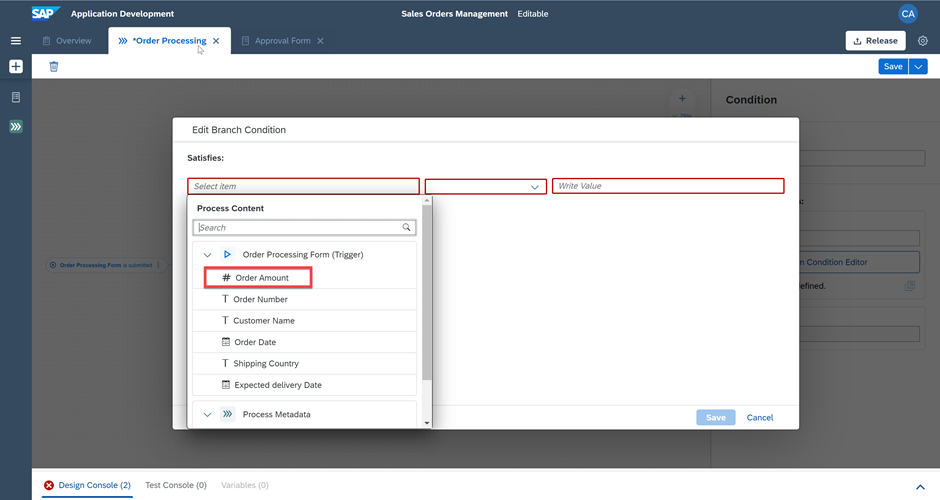 SAP Application Development Sales Orders Management Editable CA
Overview *Order Processing Approval Form Release
Save
Condition
Edit Branch Condition
Satisfies:
Select item Write Value
Process Content
Search
Order Processing Form (Trigger)
Order Processing Form is submitted
n Condition Editor
# Order Amount
efined.
T Order Number
T Customer Name
Order Date
T Shipping Country
Expected delivery Date
Process Metadata
Save Cancel
Design Console (2) Test Console (0) Variables (0)